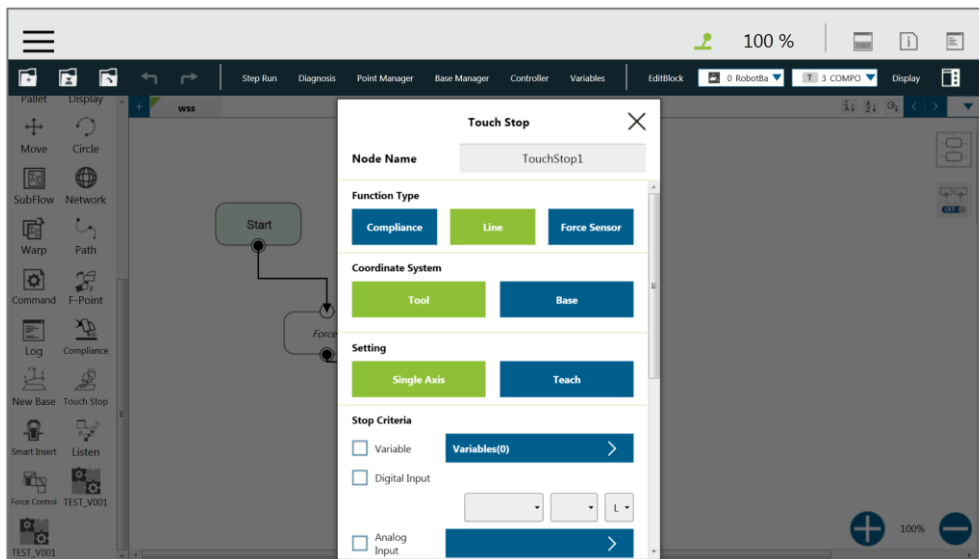 100 %
Step Run Diagnosis Point Manager Base Manager Controller Variables EditBlock 0 RobotBa T 3 COMPO Display
Pallet Display
wss
Move Circle
SubFlow Network
Warp Path
Command F-Point
Log Compliance
New Base Touch Stop
Smart Insert Listen
Force Control TEST_V001
TEST_V001
Start
Force
Touch Stop
Node Name TouchStop1
Function Type
Compliance Line Force Sensor
Coordinate System
Tool Base
Setting
Single Axis Teach
Stop Criteria
Variable Variables(0)
Digital Input
L
Analog
Input
OFF
100%